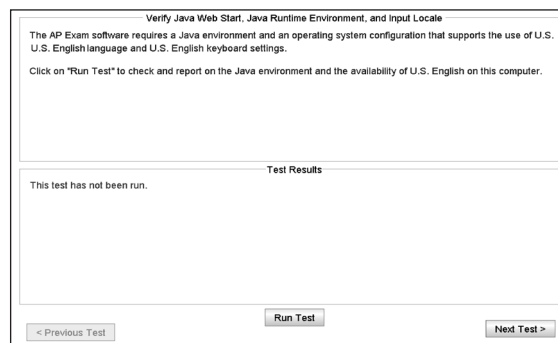 Verify Java Web Start, Java Runtime Environment, and Input Locale
The AP Exam software requires a Java environment and an operating system configuration that supports the use of U.S.
U.S. English language and U.S. English keyboard settings.
Click on "Run Test" to check and report on the Java environment and the availability of U.S. English on this computer.
Test Results
This test has not been run.
Run Test
< Previous Test
Next Test >